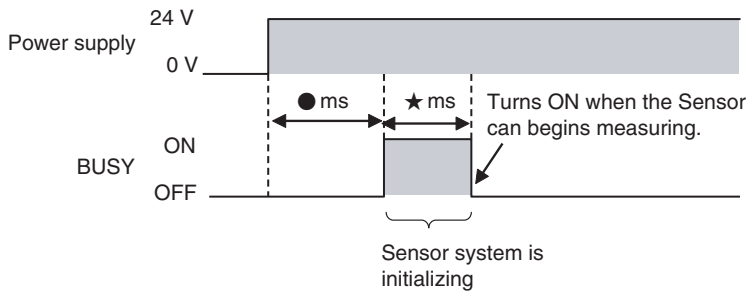 24 V
Power supply
0 V
● ms
★ ms
Turns ON when the Sensor
can begins measuring.
ON
BUSY
OFF
Sensor system is
initializing